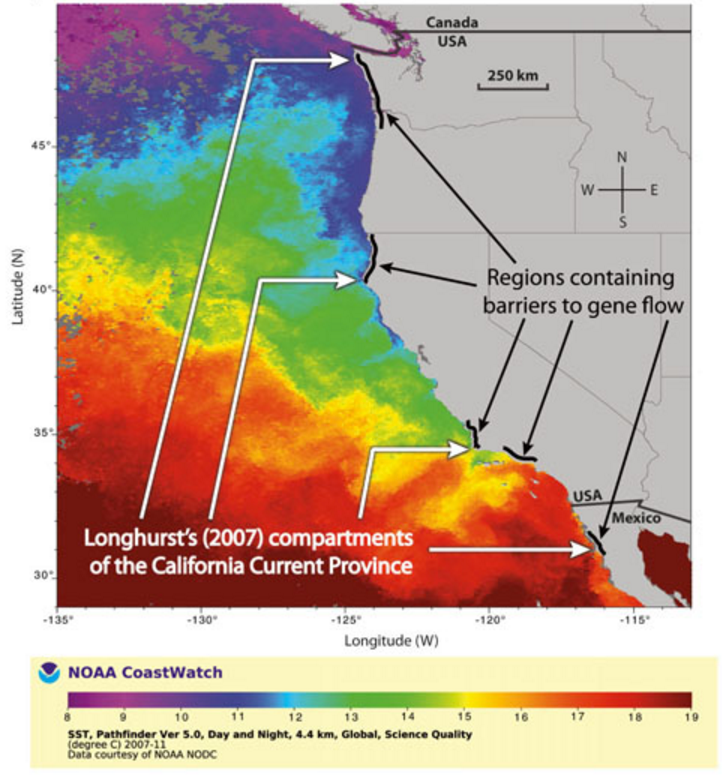 Canada
USA
250 km
N
W
E
S
45°
40°
35°
30°
Latitude (N)
Regions containing
barriers to gene flow
USA
Mexico
Longhurst's (2007) compartments
of the California Current Province
-135°
-130°
-125°
-120°
-115°
Longitude (W)
NOAA CoastWatch
8 9 10 11 12 13 14 15 16 17 18 19
SST, Pathfinder Ver 5.0, Day and Night, 4.4 km, Global, Science Quality
(degree C) 2007-11
Data courtesy of NOAA NODC